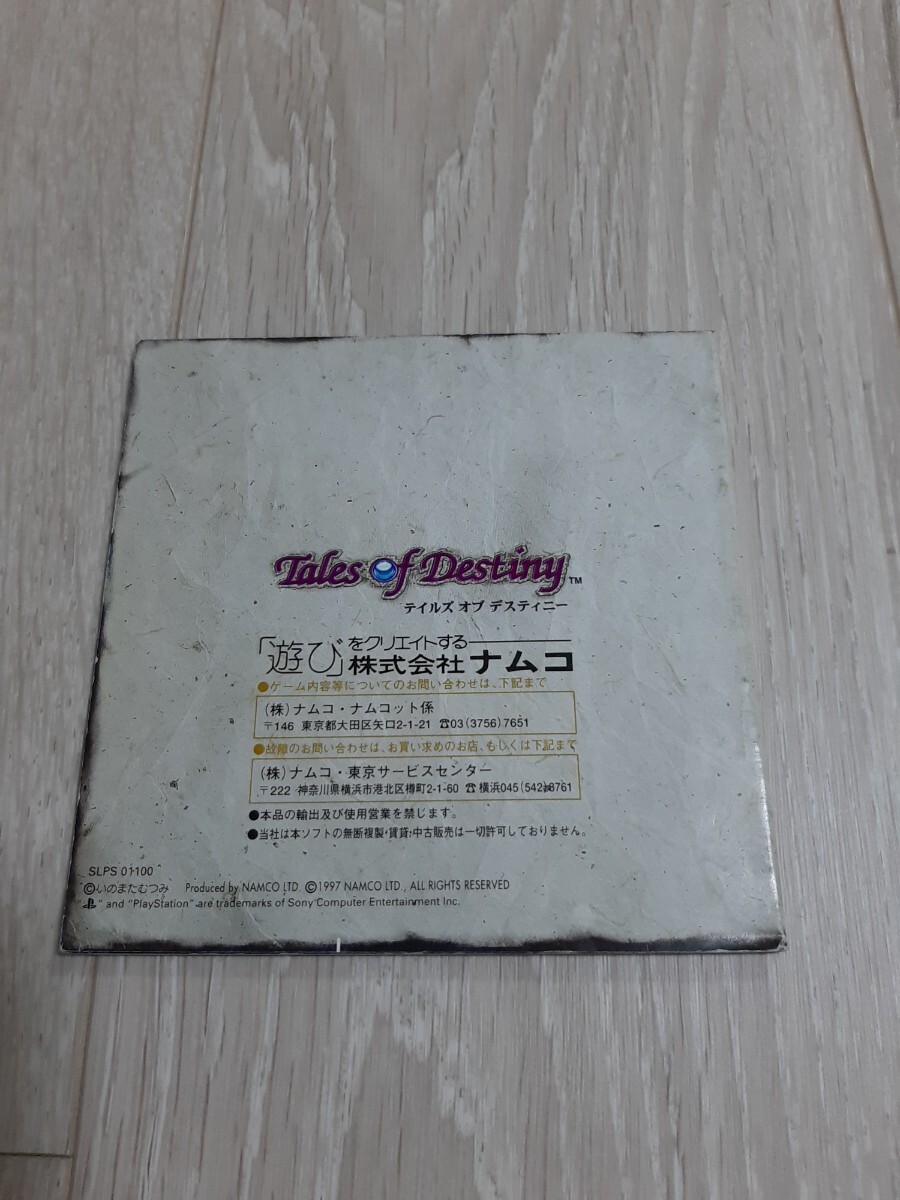 Tales of Destiny™
テイルズ オブ デスティニー
「遊び」をクリエイトする
株式会社ナムコ
●ゲーム内容等についてのお問い合わせは、下記まで
(株)ナムコ・ナムコット係
〒146 東京都大田区矢口2-1-21 ☎03(3756)7651
●故障のお問い合わせは、お買い求めのお店、もしくは下記まで
(株)ナムコ・東京サービスセンター
〒222 神奈川県横浜市港北区樽町2-1-60 ☎横浜045(542)8761
●本品の輸出及び使用営業を禁じます。
●当社は本ソフトの無断複製・賃貸・中古販売は一切許可しておりません。
SLPS 01100
©いのまたむつみ Produced by NAMCO LTD. ©1997 NAMCO LTD., ALL RIGHTS RESERVED
" " and "PlayStation" are trademarks of Sony Computer Entertainment Inc.